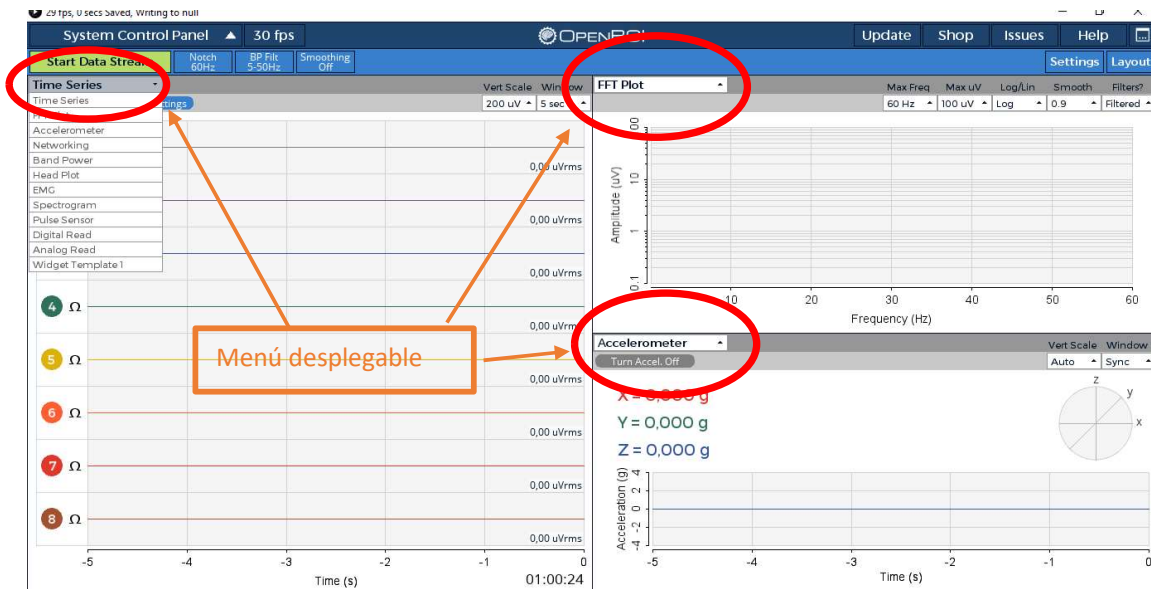 29 fps, 0 secs Saved, Writing to null
System Control Panel 30 fps
Update Shop Issues Help
Start Data
Notch 60Hz
BP Filt 5-50Hz
Smoothing Off
Settings Layout
Time Series
Vert Scale Window
200 uV 5 sec
Time Series
Accelerometer
Networking
Band Power
Head Plot
EMG
Spectrogram
Pulse Sensor
Digital Read
Analog Read
Widget Template 1
0,00 uVrms
0,00 uVrms
0,00 uVrms
4 Ω
0,00 uVrms
5 Ω
0,00 uVrms
6 Ω
0,00 uVrms
7 Ω
0,00 uVrms
8 Ω
0,00 uVrms
-5 -4 -3 -2 -1 0
Time (s)
01:00:24
Menú desplegable
FFT Plot
Max Freq Max uV Log/Lin Smooth Filters?
60 Hz 100 uV Log 0.9 Filtered
Amplitude (uV)
10
1
0.1
10 20 30 40 50 60
Frequency (Hz)
Accelerometer
Turn Accel. Off
Vert Scale Window
Auto Sync
X = 0,000 g
Y = 0,000 g
Z = 0,000 g
z
y
x
Acceleration (g)
4
2
0
-2
-4
-5 -4 -3 -2 -1 0
Time (s)